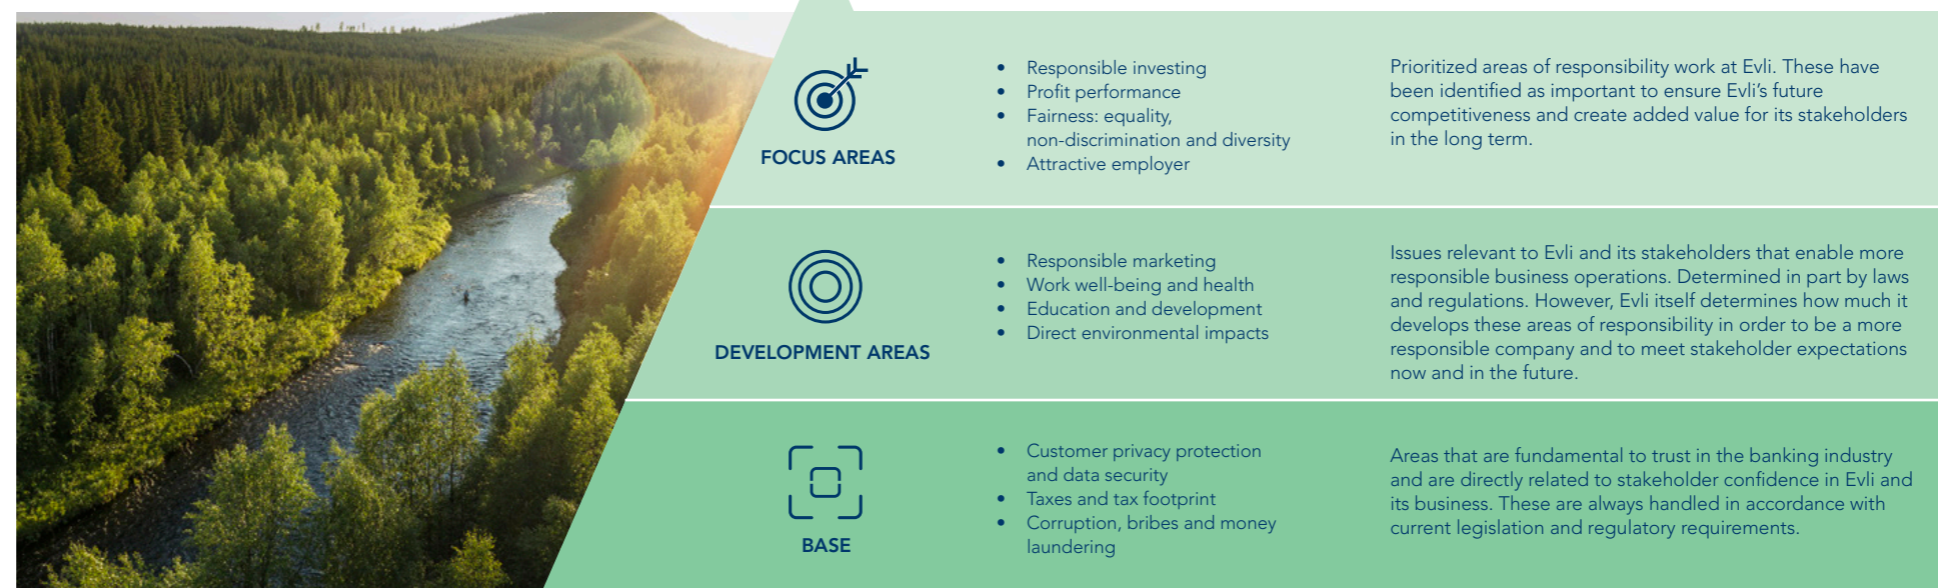 FOCUS AREAS
• Responsible investing
• Profit performance
• Fairness: equality,
non-discrimination and diversity
• Attractive employer
Prioritized areas of responsibility work at Evli. These have
been identified as important to ensure Evli’s future
competitiveness and create added value for its stakeholders
in the long term.
DEVELOPMENT AREAS
• Responsible marketing
• Work well-being and health
• Education and development
• Direct environmental impacts
Issues relevant to Evli and its stakeholders that enable more
responsible business operations. Determined in part by laws
and regulations. However, Evli itself determines how much it
develops these areas of responsibility in order to be a more
responsible company and to meet stakeholder expectations
now and in the future.
BASE
• Customer privacy protection
and data security
• Taxes and tax footprint
• Corruption, bribes and money
laundering
Areas that are fundamental to trust in the banking industry
and are directly related to stakeholder confidence in Evli and
its business. These are always handled in accordance with
current legislation and regulatory requirements.